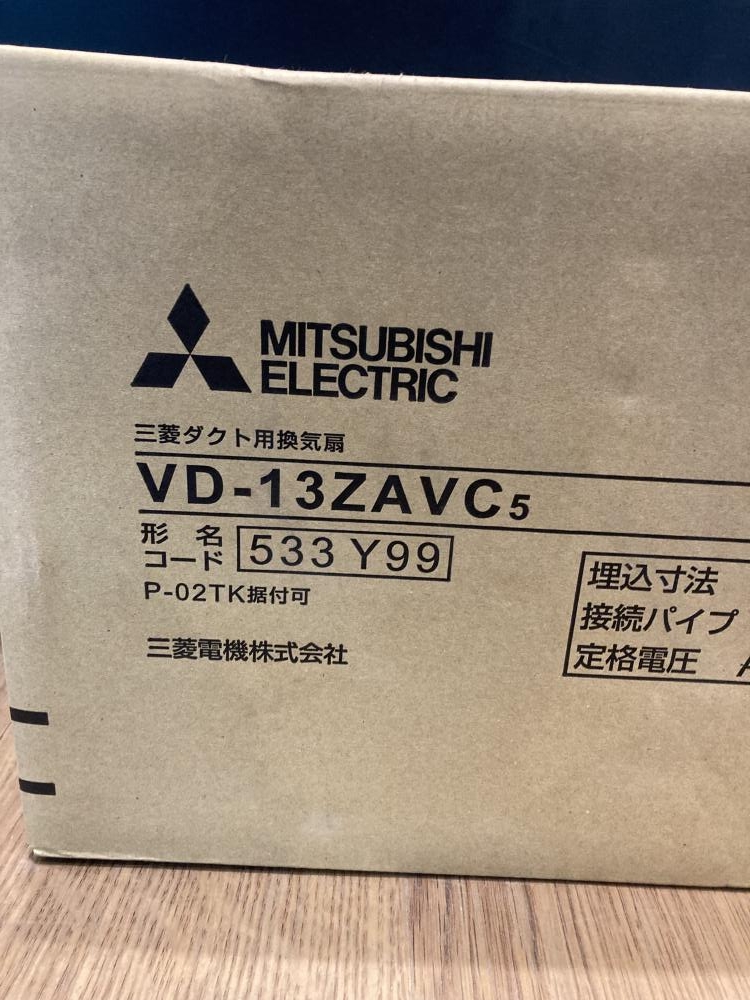 MITSUBISHI
ELECTRIC
三菱ダクト用換気扇
VD-13ZAVC5
形名
コード 533 Y99
P-02TK据付可
三菱電機株式会社
埋込寸法
接続パイプ
定格電圧